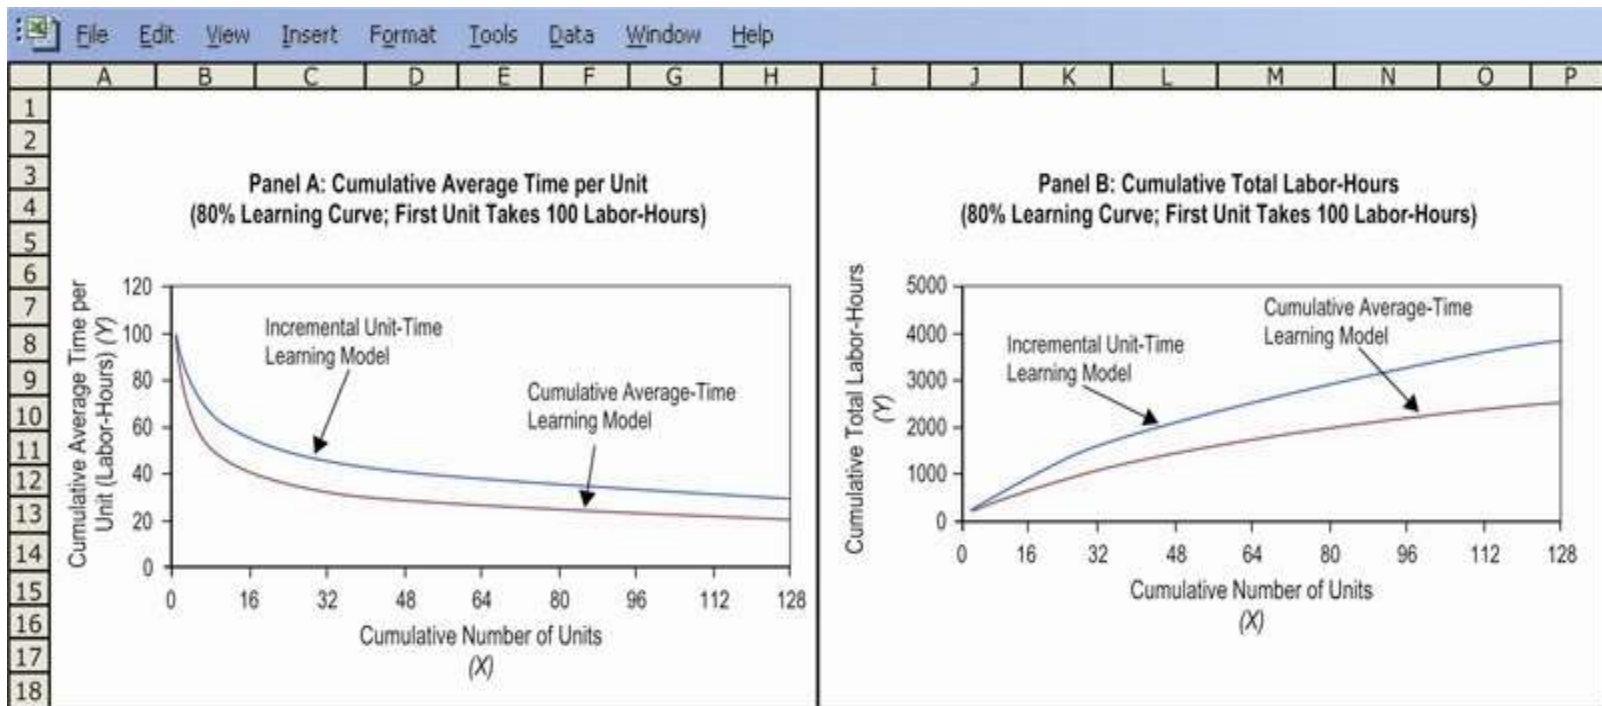 File Edit View Insert Format Tools Data Window Help
A B C D E F G H I J K L M N O P
1
2
3
4
5
6
7
8
9
10
11
12
13
14
15
16
17
18
Panel A: Cumulative Average Time per Unit
(80% Learning Curve; First Unit Takes 100 Labor-Hours)
Cumulative Average Time per
Unit (Labor-Hours) (Y)
120
100
80
60
40
20
0
Incremental Unit-Time
Learning Model
Cumulative Average-Time
Learning Model
0 16 32 48 64 80 96 112 128
Cumulative Number of Units
(X)
Panel B: Cumulative Total Labor-Hours
(80% Learning Curve; First Unit Takes 100 Labor-Hours)
Cumulative Total Labor-Hours
(Y)
5000
4000
3000
2000
1000
0
Incremental Unit-Time
Learning Model
Cumulative Average-Time
Learning Model
0 16 32 48 64 80 96 112 128
Cumulative Number of Units
(X)